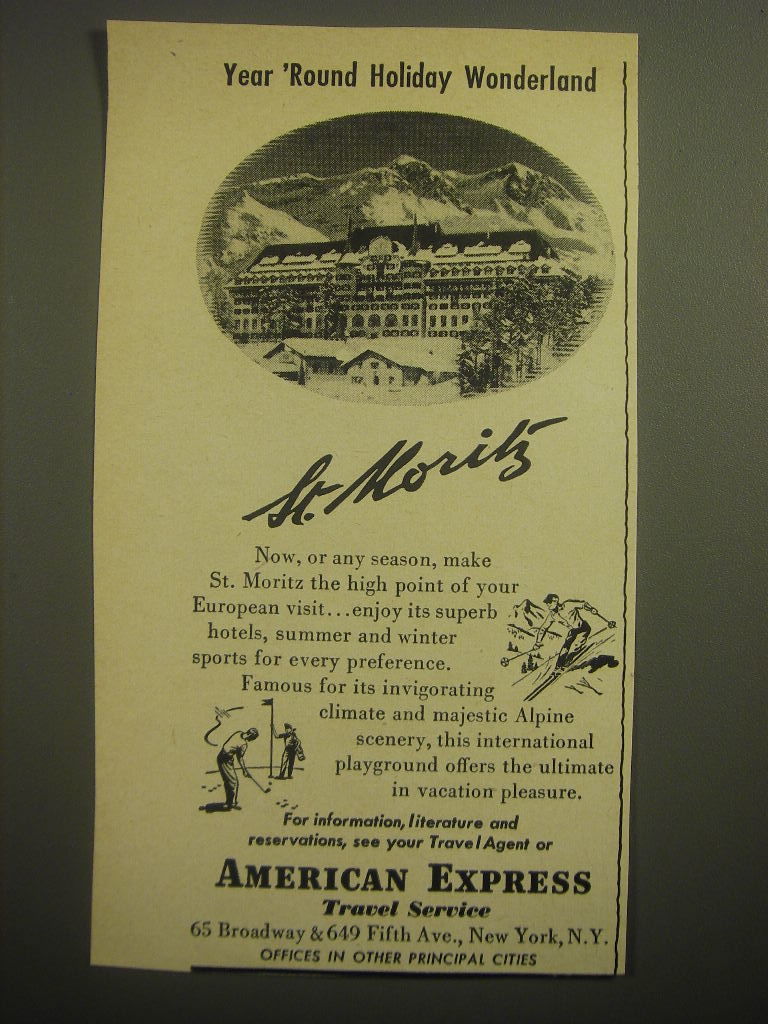 Year 'Round Holiday Wonderland
St. Moritz
Now, or any season, make
St. Moritz the high point of your
European visit...enjoy its superb
hotels, summer and winter
sports for every preference.
Famous for its invigorating
climate and majestic Alpine
scenery, this international
playground offers the ultimate
in vacation pleasure.
For information, literature and
reservations, see your Travel Agent or
AMERICAN EXPRESS
Travel Service
65 Broadway & 649 Fifth Ave., New York, N.Y.
OFFICES IN OTHER PRINCIPAL CITIES